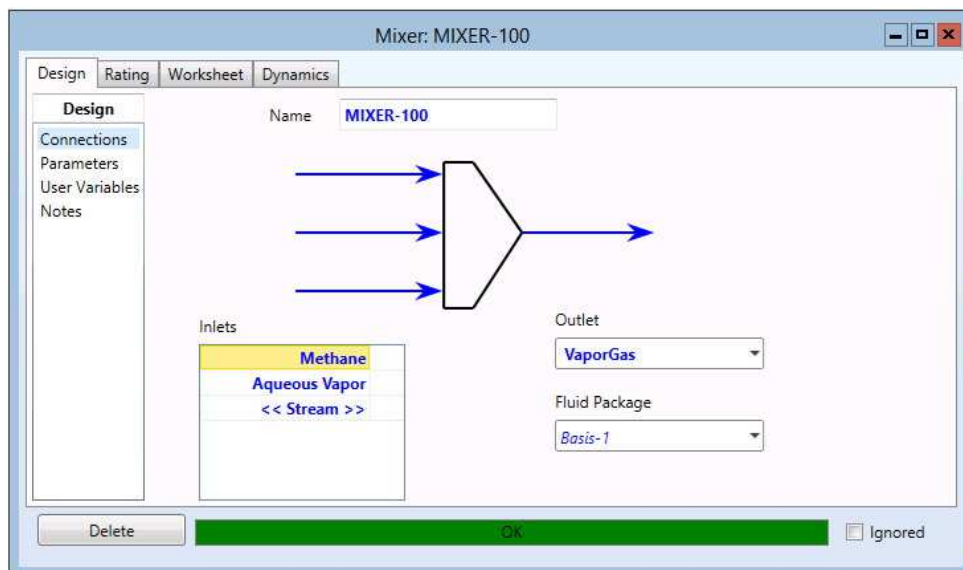 Mixer: MIXER-100
Design Rating Worksheet Dynamics
Design
Connections
Parameters
User Variables
Notes
Name MIXER-100
Inlets
Methane
Aqueous Vapor
<< Stream >>
Outlet
VaporGas
Fluid Package
Basis-1
Delete OK Ignored